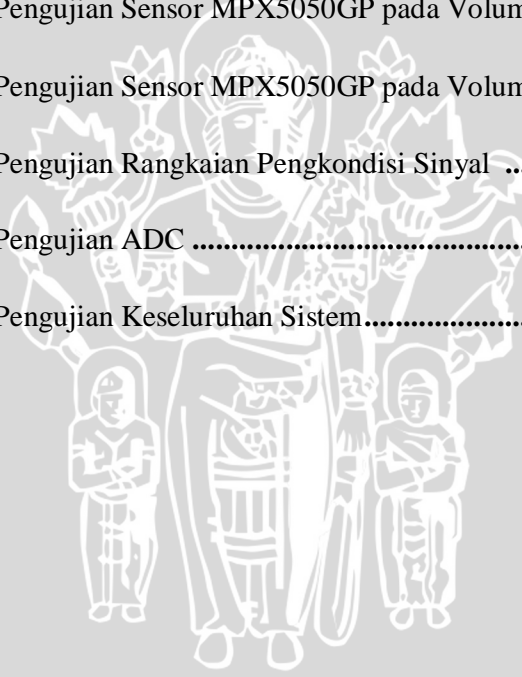 Pengujian Sensor MPX5050GP pada Volum
Pengujian Sensor MPX5050GP pada Volum
Pengujian Rangkaian Pengkondisi Sinyal ...
Pengujian ADC ............................................
Pengujian Keseluruhan Sistem.....................